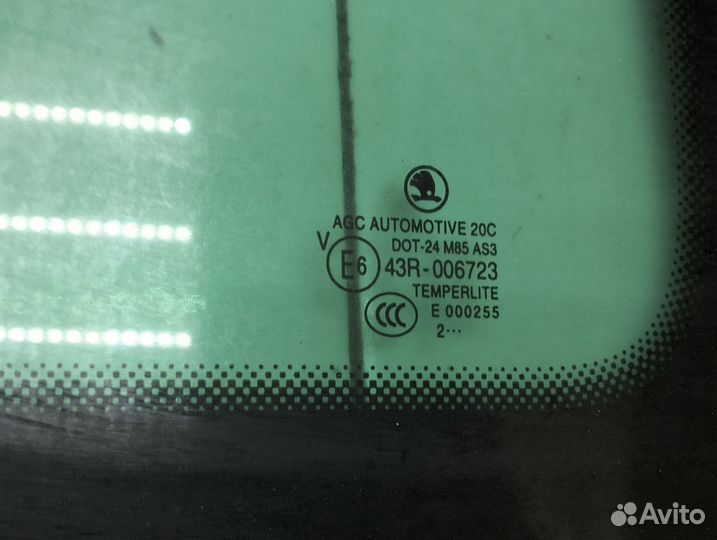 AGC AUTOMOTIVE 20C
DOT-24 M85 AS3
V
E6 43R-006723
TEMPERLITE
CCC E 000255
2···
Avito